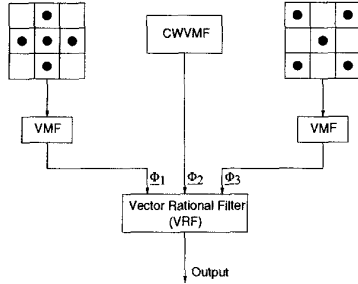 CWVMF
VMF
VMF
Φ1
Φ2
Φ3
Vector Rational Filter
(VRF)
Output